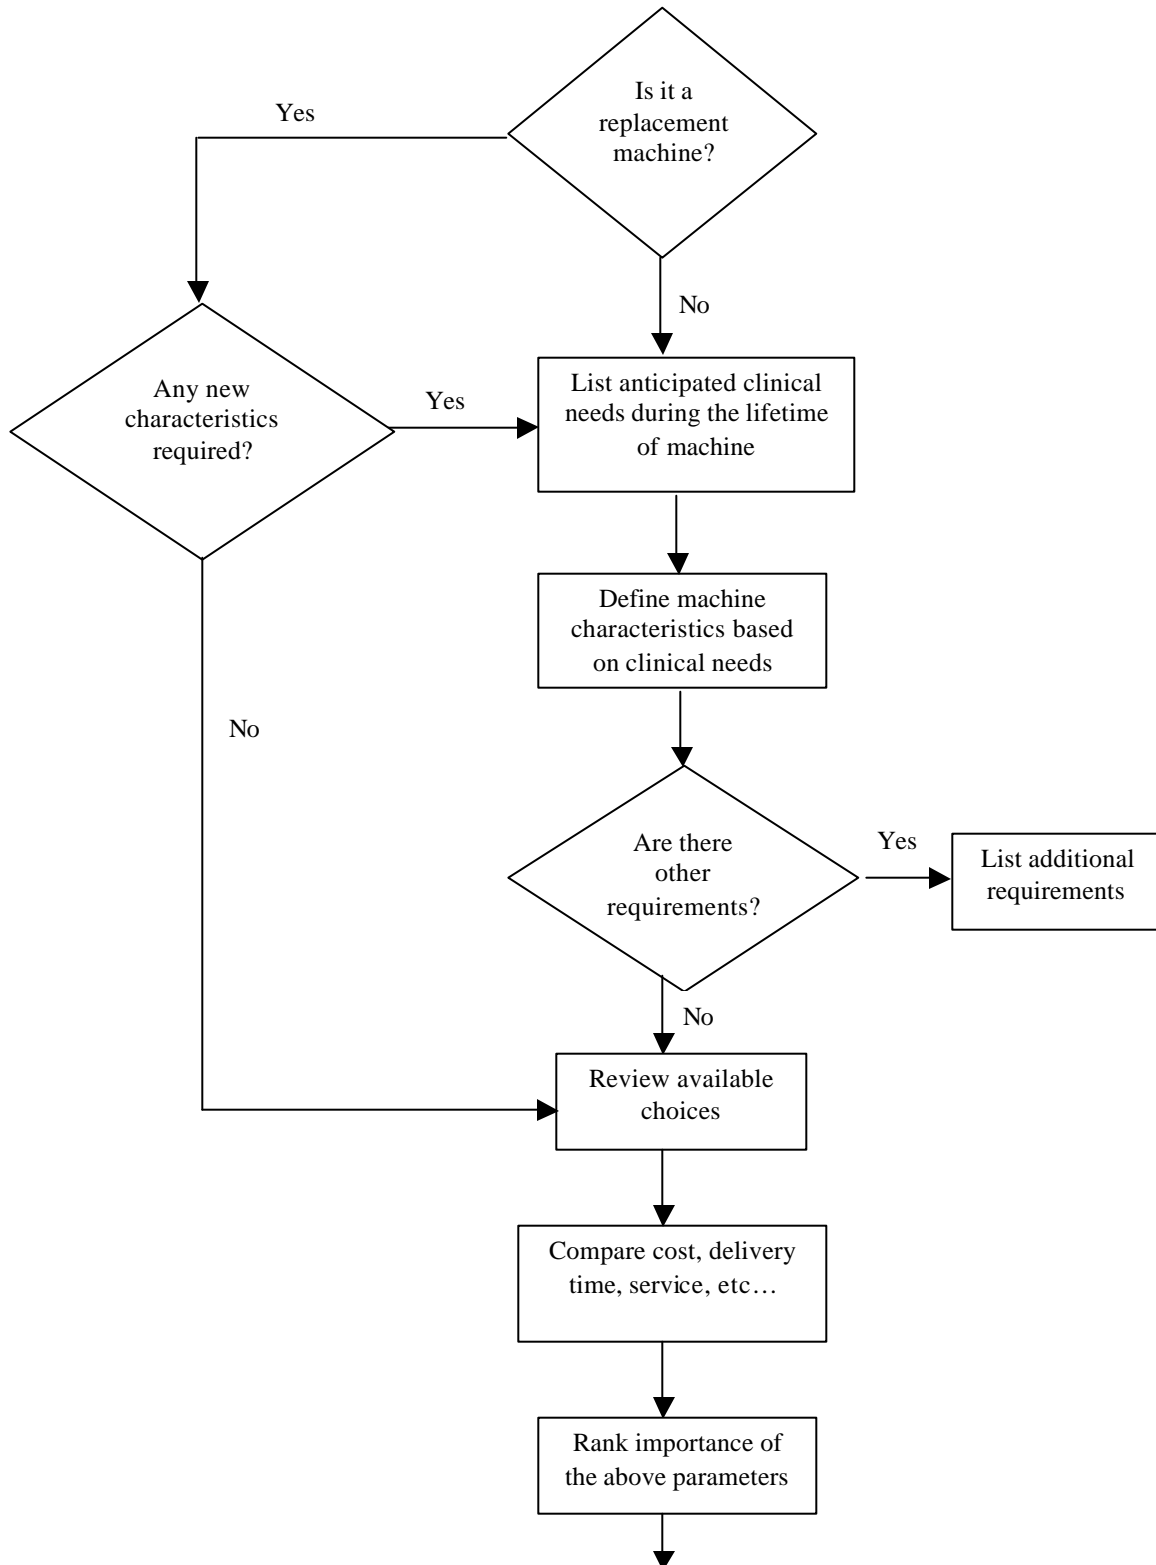 Is it a
replacement
machine?
Yes
No
Any new
characteristics
required?
Yes
List anticipated clinical
needs during the lifetime
of machine
Define machine
characteristics based
on clinical needs
No
Are there
other
requirements?
Yes
List additional
requirements
No
Review available
choices
Compare cost, delivery
time, service, etc…
Rank importance of
the above parameters